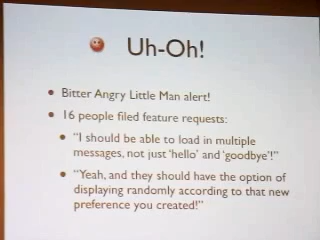 Uh-Oh!
• Bitter Angry Little Man alert!
• 16 people filed feature requests:
• "I should be able to load in multiple
messages, not just 'hello' and 'goodbye'!"
• "Yeah, and they should have the option of
displaying randomly according to that new
preference you created!"